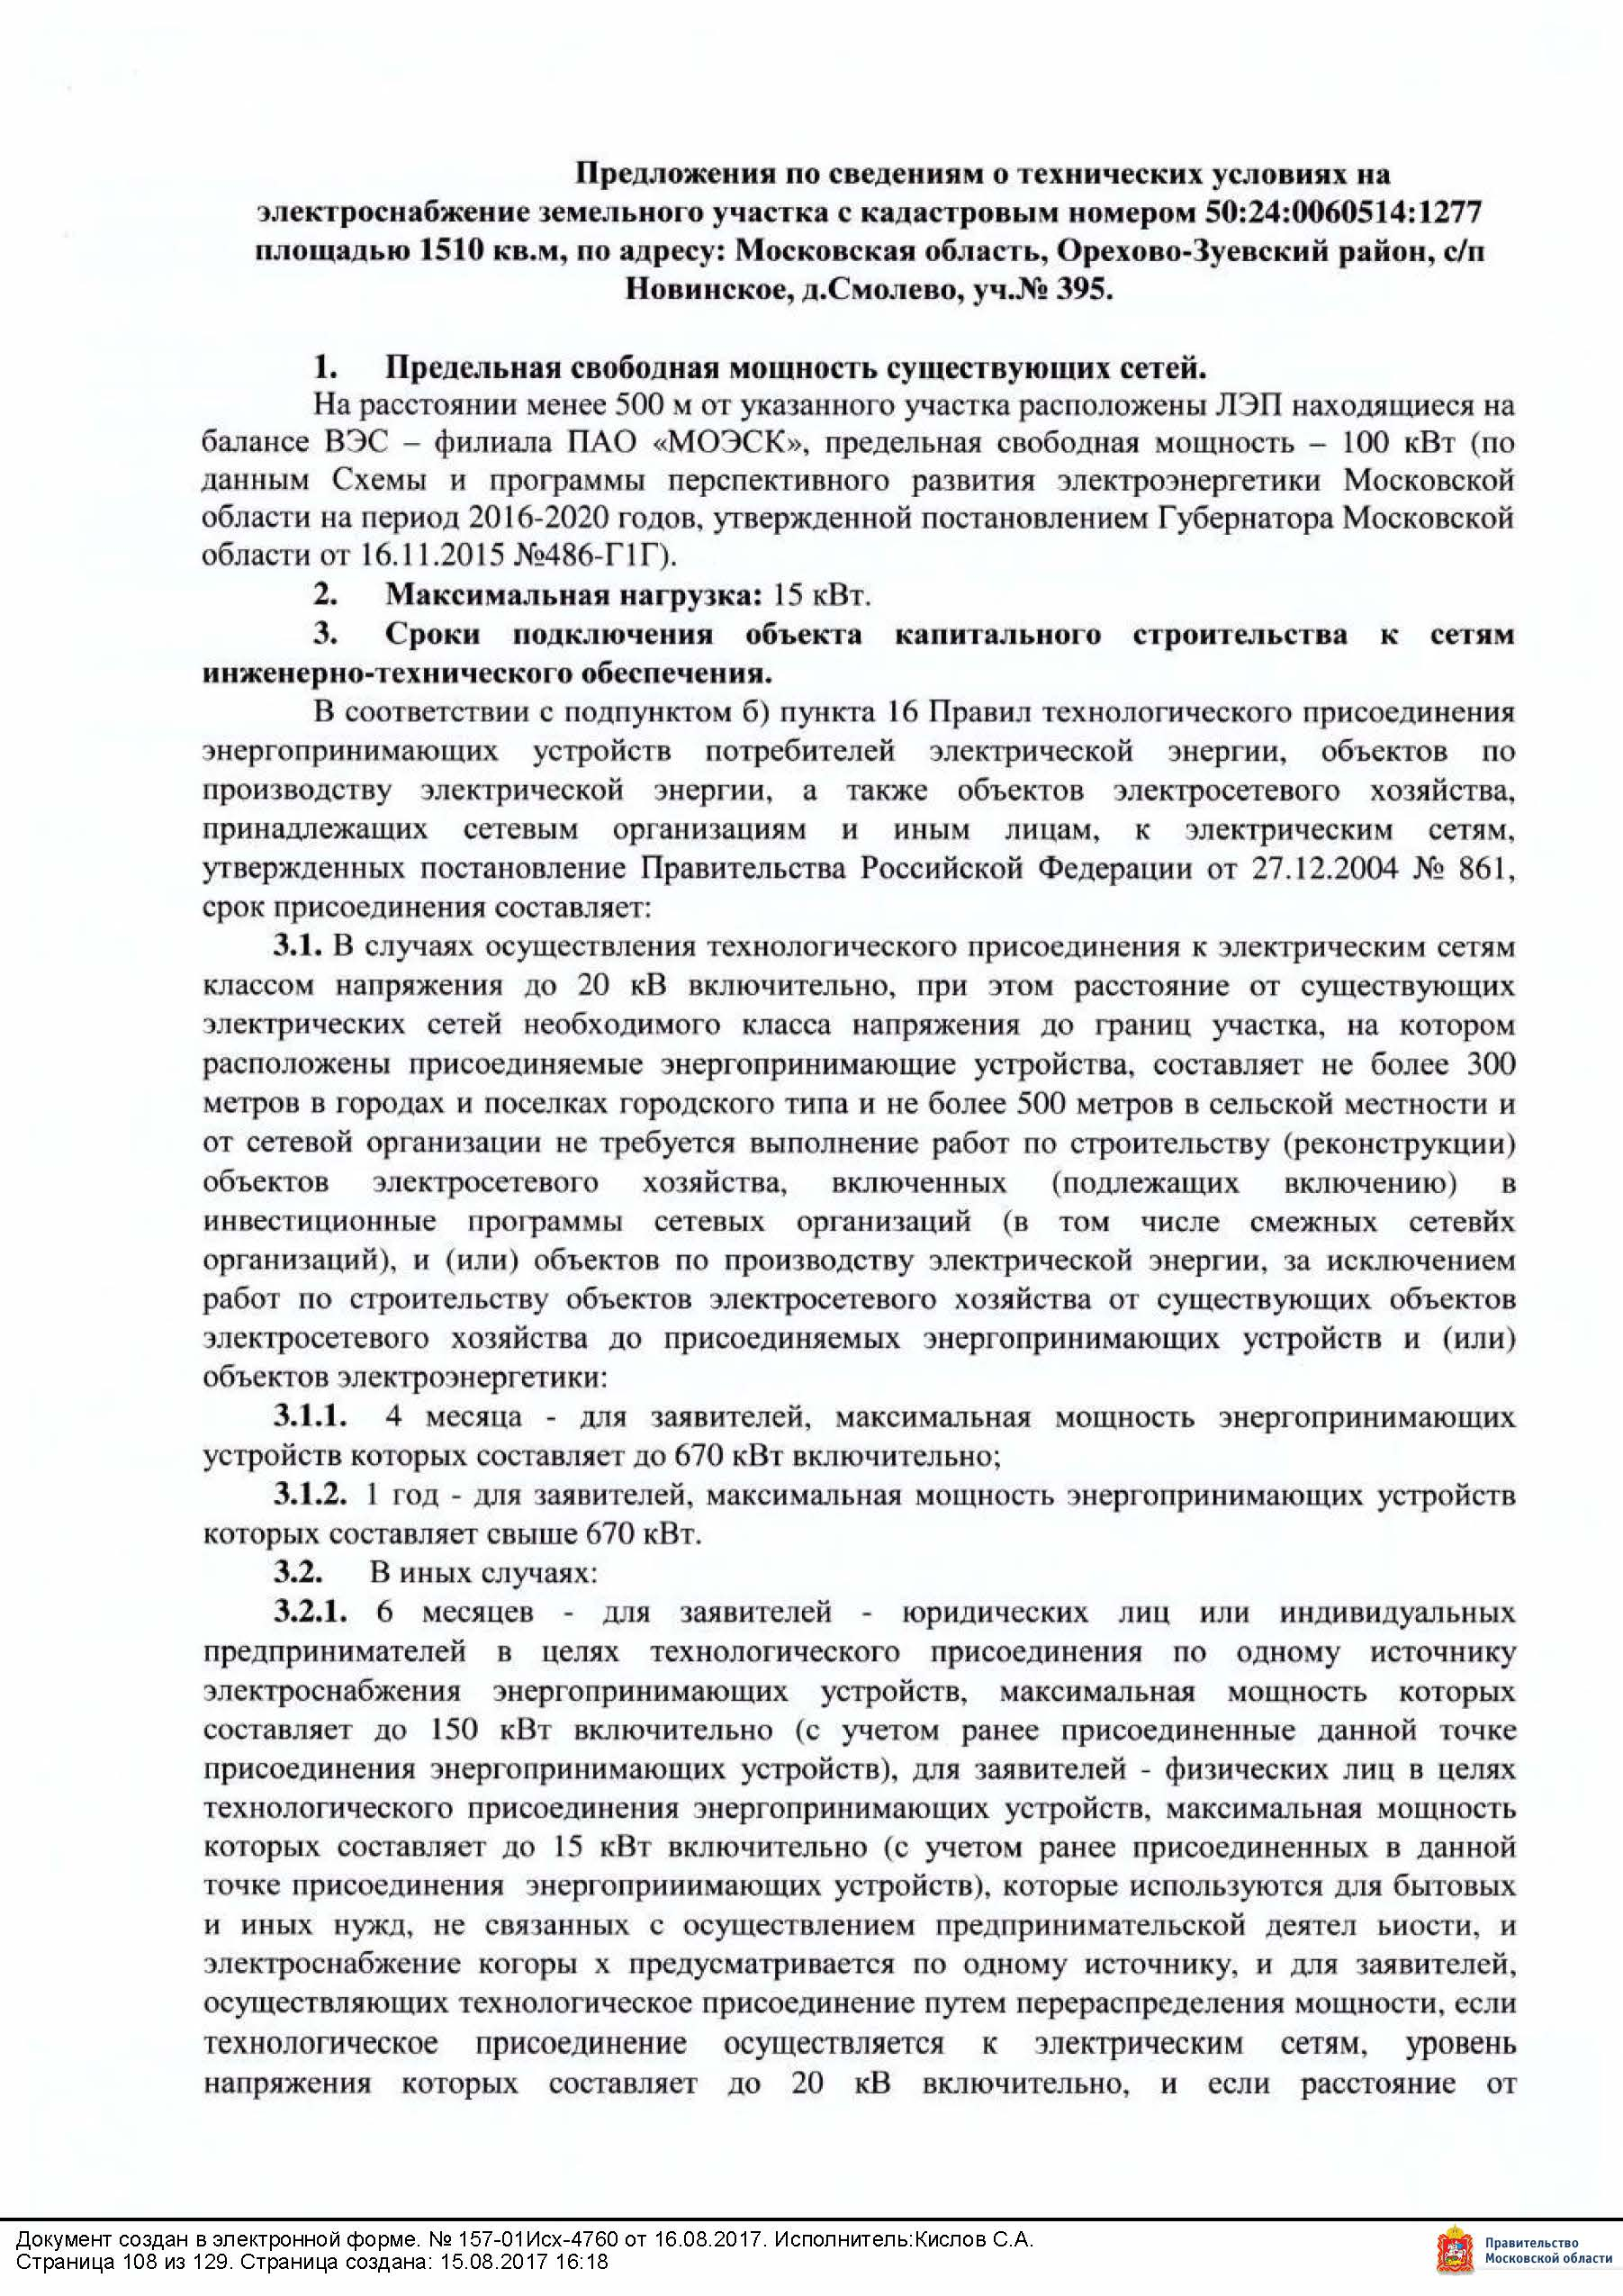 Предложения по сведениям о технических условиях на
электроснабжение земельного участка с кадастровым номером 50:24:0060514:1277
площадью 1510 кв.м, по адресу: Московская область, Орехово-Зуевский район, с/п
Новинское, д.Смолево, уч.№ 395.
1. Предельная свободная мощность существующих сетей.
На расстоянии менее 500 м от указанного участка расположены ЛЭП находящиеся на
балансе ВЭС – филиала ПАО «МОЭСК», предельная свободная мощность – 100 кВт (по
данным Схемы и программы перспективного развития электроэнергетики Московской
области на период 2016-2020 годов, утвержденной постановлением Губернатора Московской
области от 16.11.2015 №486-Г1Г).
2. Максимальная нагрузка: 15 кВт.
3. Сроки подключения объекта капитального строительства к сетям
инженерно-технического обеспечения.
В соответствии с подпунктом б) пункта 16 Правил технологического присоединения
энергопринимающих устройств потребителей электрической энергии, объектов по
производству электрической энергии, а также объектов электросетевого хозяйства,
принадлежащих сетевым организациям и иным лицам, к электрическим сетям,
утвержденных постановление Правительства Российской Федерации от 27.12.2004 № 861,
срок присоединения составляет:
3.1. В случаях осуществления технологического присоединения к электрическим сетям
классом напряжения до 20 кВ включительно, при этом расстояние от существующих
электрических сетей необходимого класса напряжения до границ участка, на котором
расположены присоединяемые энергопринимающие устройства, составляет не более 300
метров в городах и поселках городского типа и не более 500 метров в сельской местности и
от сетевой организации не требуется выполнение работ по строительству (реконструкции)
объектов электросетевого хозяйства, включенных (подлежащих включению) в
инвестиционные программы сетевых организаций (в том числе смежных сетевйх
организаций), и (или) объектов по производству электрической энергии, за исключением
работ по строительству объектов электросетевого хозяйства от существующих объектов
электросетевого хозяйства до присоединяемых энергопринимающих устройств и (или)
объектов электроэнергетики:
3.1.1. 4 месяца - для заявителей, максимальная мощность энергопринимающих
устройств которых составляет до 670 кВт включительно;
3.1.2. 1 год - для заявителей, максимальная мощность энергопринимающих устройств
которых составляет свыше 670 кВт.
3.2. В иных случаях:
3.2.1. 6 месяцев - для заявителей - юридических лиц или индивидуальных
предпринимателей в целях технологического присоединения по одному источнику
электроснабжения энергопринимающих устройств, максимальная мощность которых
составляет до 150 кВт включительно (с учетом ранее присоединенные данной точке
присоединения энергопринимающих устройств), для заявителей - физических лиц в целях
технологического присоединения энергопринимающих устройств, максимальная мощность
которых составляет до 15 кВт включительно (с учетом ранее присоединенных в данной
точке присоединения энергоприиимающих устройств), которые используются для бытовых
и иных нужд, не связанных с осуществлением предпринимательской деятел ьиости, и
электроснабжение когоры х предусматривается по одному источнику, и для заявителей,
осуществляющих технологическое присоединение путем перераспределения мощности, если
технологическое присоединение осуществляется к электрическим сетям, уровень
напряжения которых составляет до 20 кВ включительно, и если расстояние от
Документ создан в электронной форме. № 157-01Исх-4760 от 16.08.2017. Исполнитель:Кислов С.А.
Страница 108 из 129. Страница создана: 15.08.2017 16:18
Правительство
Московской области